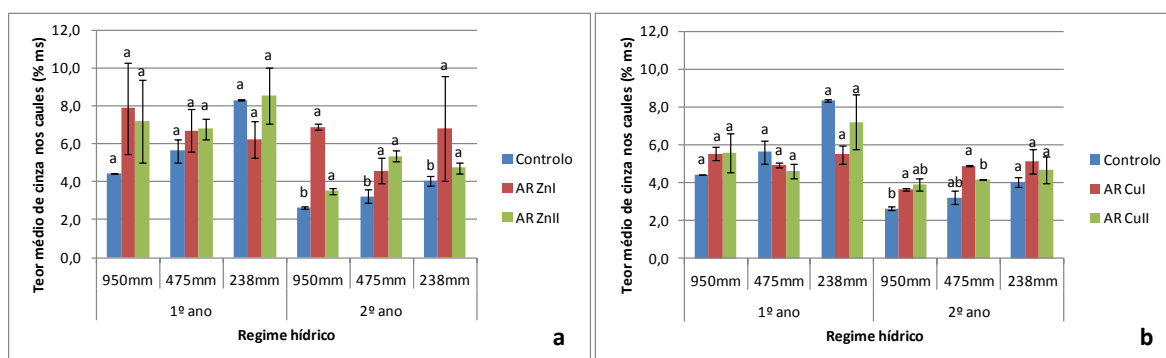 Teor médio de cinza nos caules (% ms)
12,0
10,0
8,0
6,0
4,0
2,0
0,0
a a a a a a a a a a a a b a a b a a
950mm 475mm 238mm 950mm 475mm 238mm
1º ano 2º ano
Regime hídrico
Controlo
AR ZnI
AR ZnII
a
Teor médio de cinza nos caules (% ms)
12,0
10,0
8,0
6,0
4,0
2,0
0,0
a a a a a a a a a b a ab ab a b a a a
950mm 475mm 238mm 950mm 475mm 238mm
1º ano 2º ano
Regime hídrico
Controlo
AR CuI
AR CuII
b